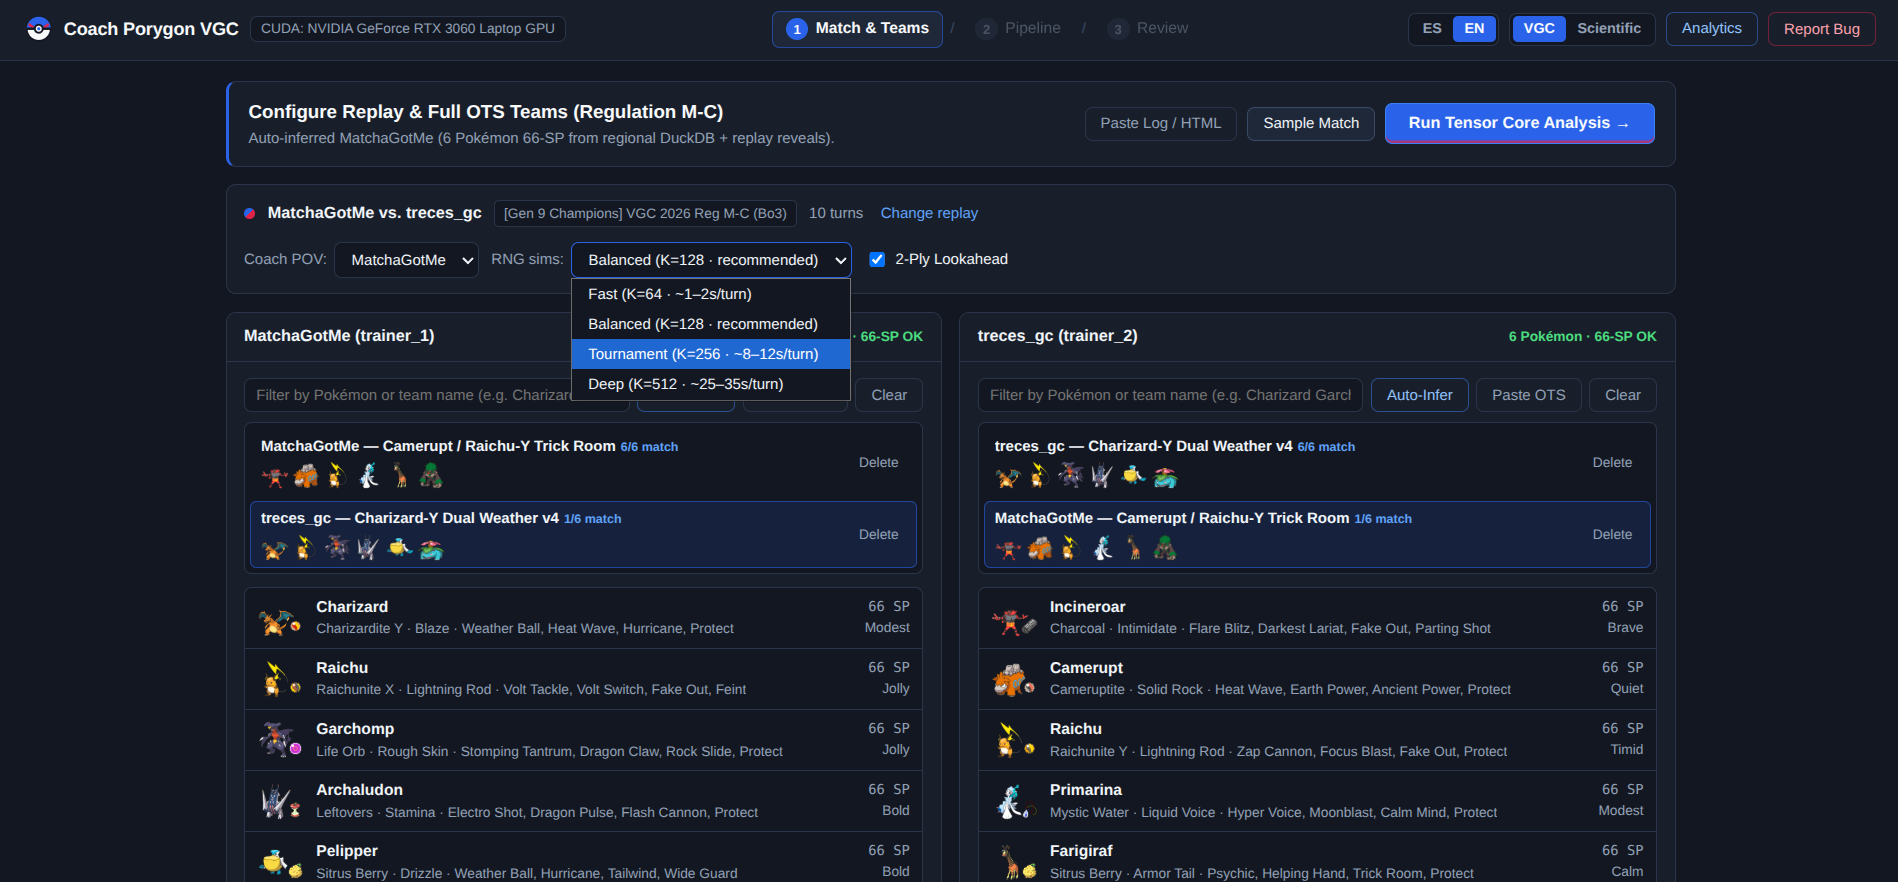 Coach Porygon VGC
CUDA: NVIDIA GeForce RTX 3060 Laptop GPU
1 Match & Teams / 2 Pipeline / 3 Review
ES EN
VGC Scientific
Analytics
Report Bug
Configure Replay & Full OTS Teams (Regulation M-C)
Auto-inferred MatchaGotMe (6 Pokémon 66-SP from regional DuckDB + replay reveals).
Paste Log / HTML
Sample Match
Run Tensor Core Analysis →
MatchaGotMe vs. treces_gc [Gen 9 Champions] VGC 2026 Reg M-C (Bo3) 10 turns Change replay
Coach POV: MatchaGotMe RNG sims: Balanced (K=128 · recommended) 2-Ply Lookahead
Fast (K=64 · ~1–2s/turn)
Balanced (K=128 · recommended)
Tournament (K=256 · ~8–12s/turn)
Deep (K=512 · ~25–35s/turn)
MatchaGotMe (trainer_1) · 66-SP OK
Filter by Pokémon or team name (e.g. Charizard
Clear
MatchaGotMe — Camerupt / Raichu-Y Trick Room 6/6 match
Delete
treces_gc — Charizard-Y Dual Weather v4 1/6 match
Delete
Charizard 66 SP
Charizardite Y · Blaze · Weather Ball, Heat Wave, Hurricane, Protect Modest
Raichu 66 SP
Raichunite X · Lightning Rod · Volt Tackle, Volt Switch, Fake Out, Feint Jolly
Garchomp 66 SP
Life Orb · Rough Skin · Stomping Tantrum, Dragon Claw, Rock Slide, Protect Jolly
Archaludon 66 SP
Leftovers · Stamina · Electro Shot, Dragon Pulse, Flash Cannon, Protect Bold
Pelipper 66 SP
Sitrus Berry · Drizzle · Weather Ball, Hurricane, Tailwind, Wide Guard Bold
treces_gc (trainer_2) 6 Pokémon · 66-SP OK
Filter by Pokémon or team name (e.g. Charizard Garch
Auto-Infer
Paste OTS
Clear
treces_gc — Charizard-Y Dual Weather v4 6/6 match
Delete
MatchaGotMe — Camerupt / Raichu-Y Trick Room 1/6 match
Delete
Incineroar 66 SP
Charcoal · Intimidate · Flare Blitz, Darkest Lariat, Fake Out, Parting Shot Brave
Camerupt 66 SP
Cameruptite · Solid Rock · Heat Wave, Earth Power, Ancient Power, Protect Quiet
Raichu 66 SP
Raichunite Y · Lightning Rod · Zap Cannon, Focus Blast, Fake Out, Protect Timid
Primarina 66 SP
Mystic Water · Liquid Voice · Hyper Voice, Moonblast, Calm Mind, Protect Modest
Farigiraf 66 SP
Sitrus Berry · Armor Tail · Psychic, Helping Hand, Trick Room, Protect Calm